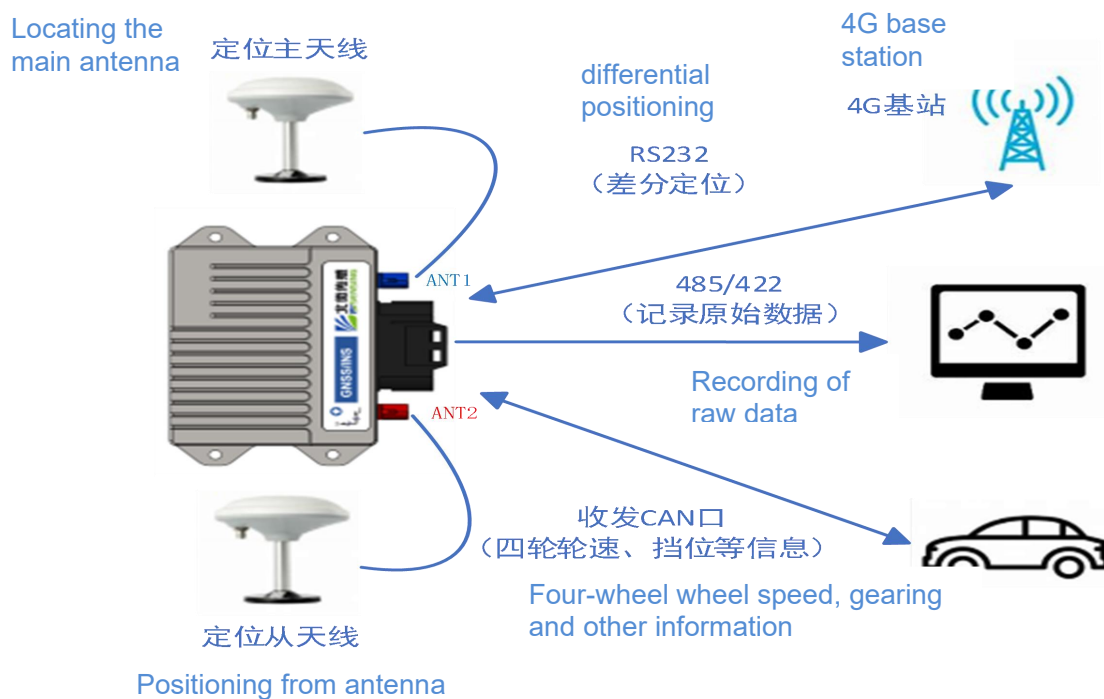 Locating the
main antenna
定位主天线
differential
positioning
4G base
station
4G基站
RS232
（差分定位）
ANT1
485/422
（记录原始数据）
GNSS/INS
Recording of
raw data
ANT2
收发CAN口
（四轮轮速、挡位等信息）
Four-wheel wheel speed, gearing
and other information
定位从天线
Positioning from antenna